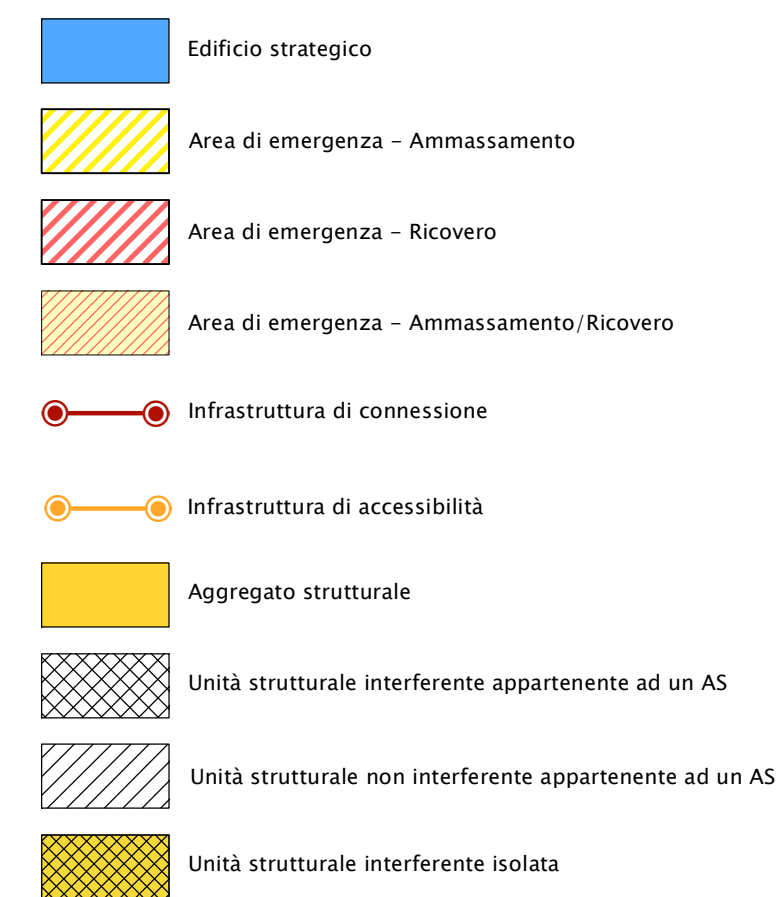 Edificio strategico
Area di emergenza - Ammassamento
Area di emergenza - Ricovero
Area di emergenza - Ammassamento/Ricovero
Infrastruttura di connessione
Infrastruttura di accessibilità
Aggregato strutturale
Unità strutturale interferente appartenente ad un AS
Unità strutturale non interferente appartenente ad un AS
Unità strutturale interferente isolata